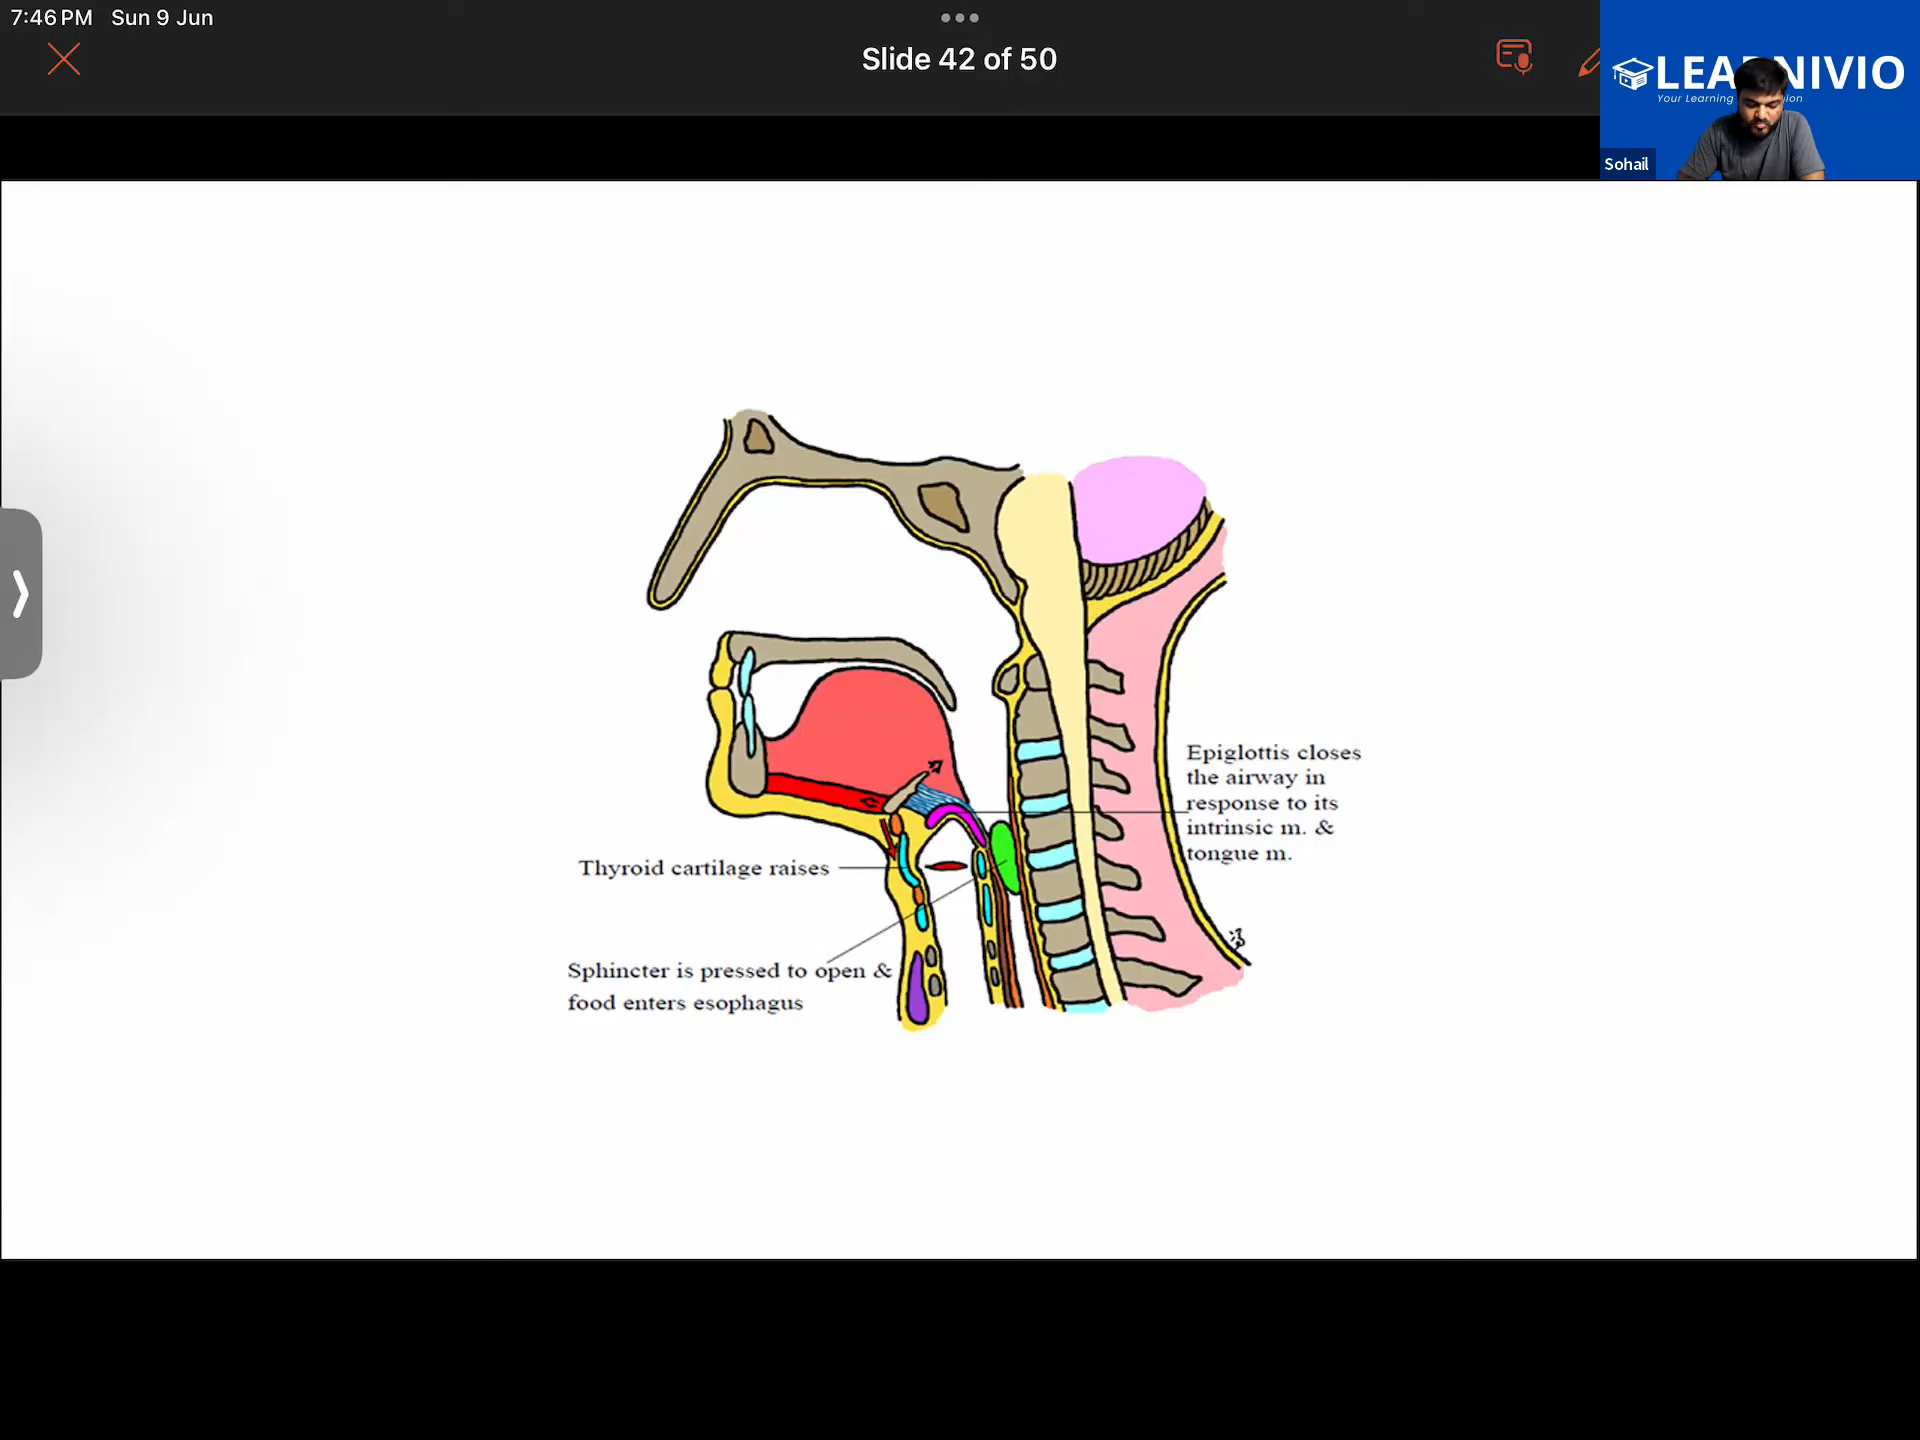 7:46 PM Sun 9 Jun
Slide 42 of 50
Sohail
Epiglottis closes
the airway in
response to its
intrinsic m. &
tongue m.
Thyroid cartilage raises
Sphincter is pressed to open &
food enters esophagus